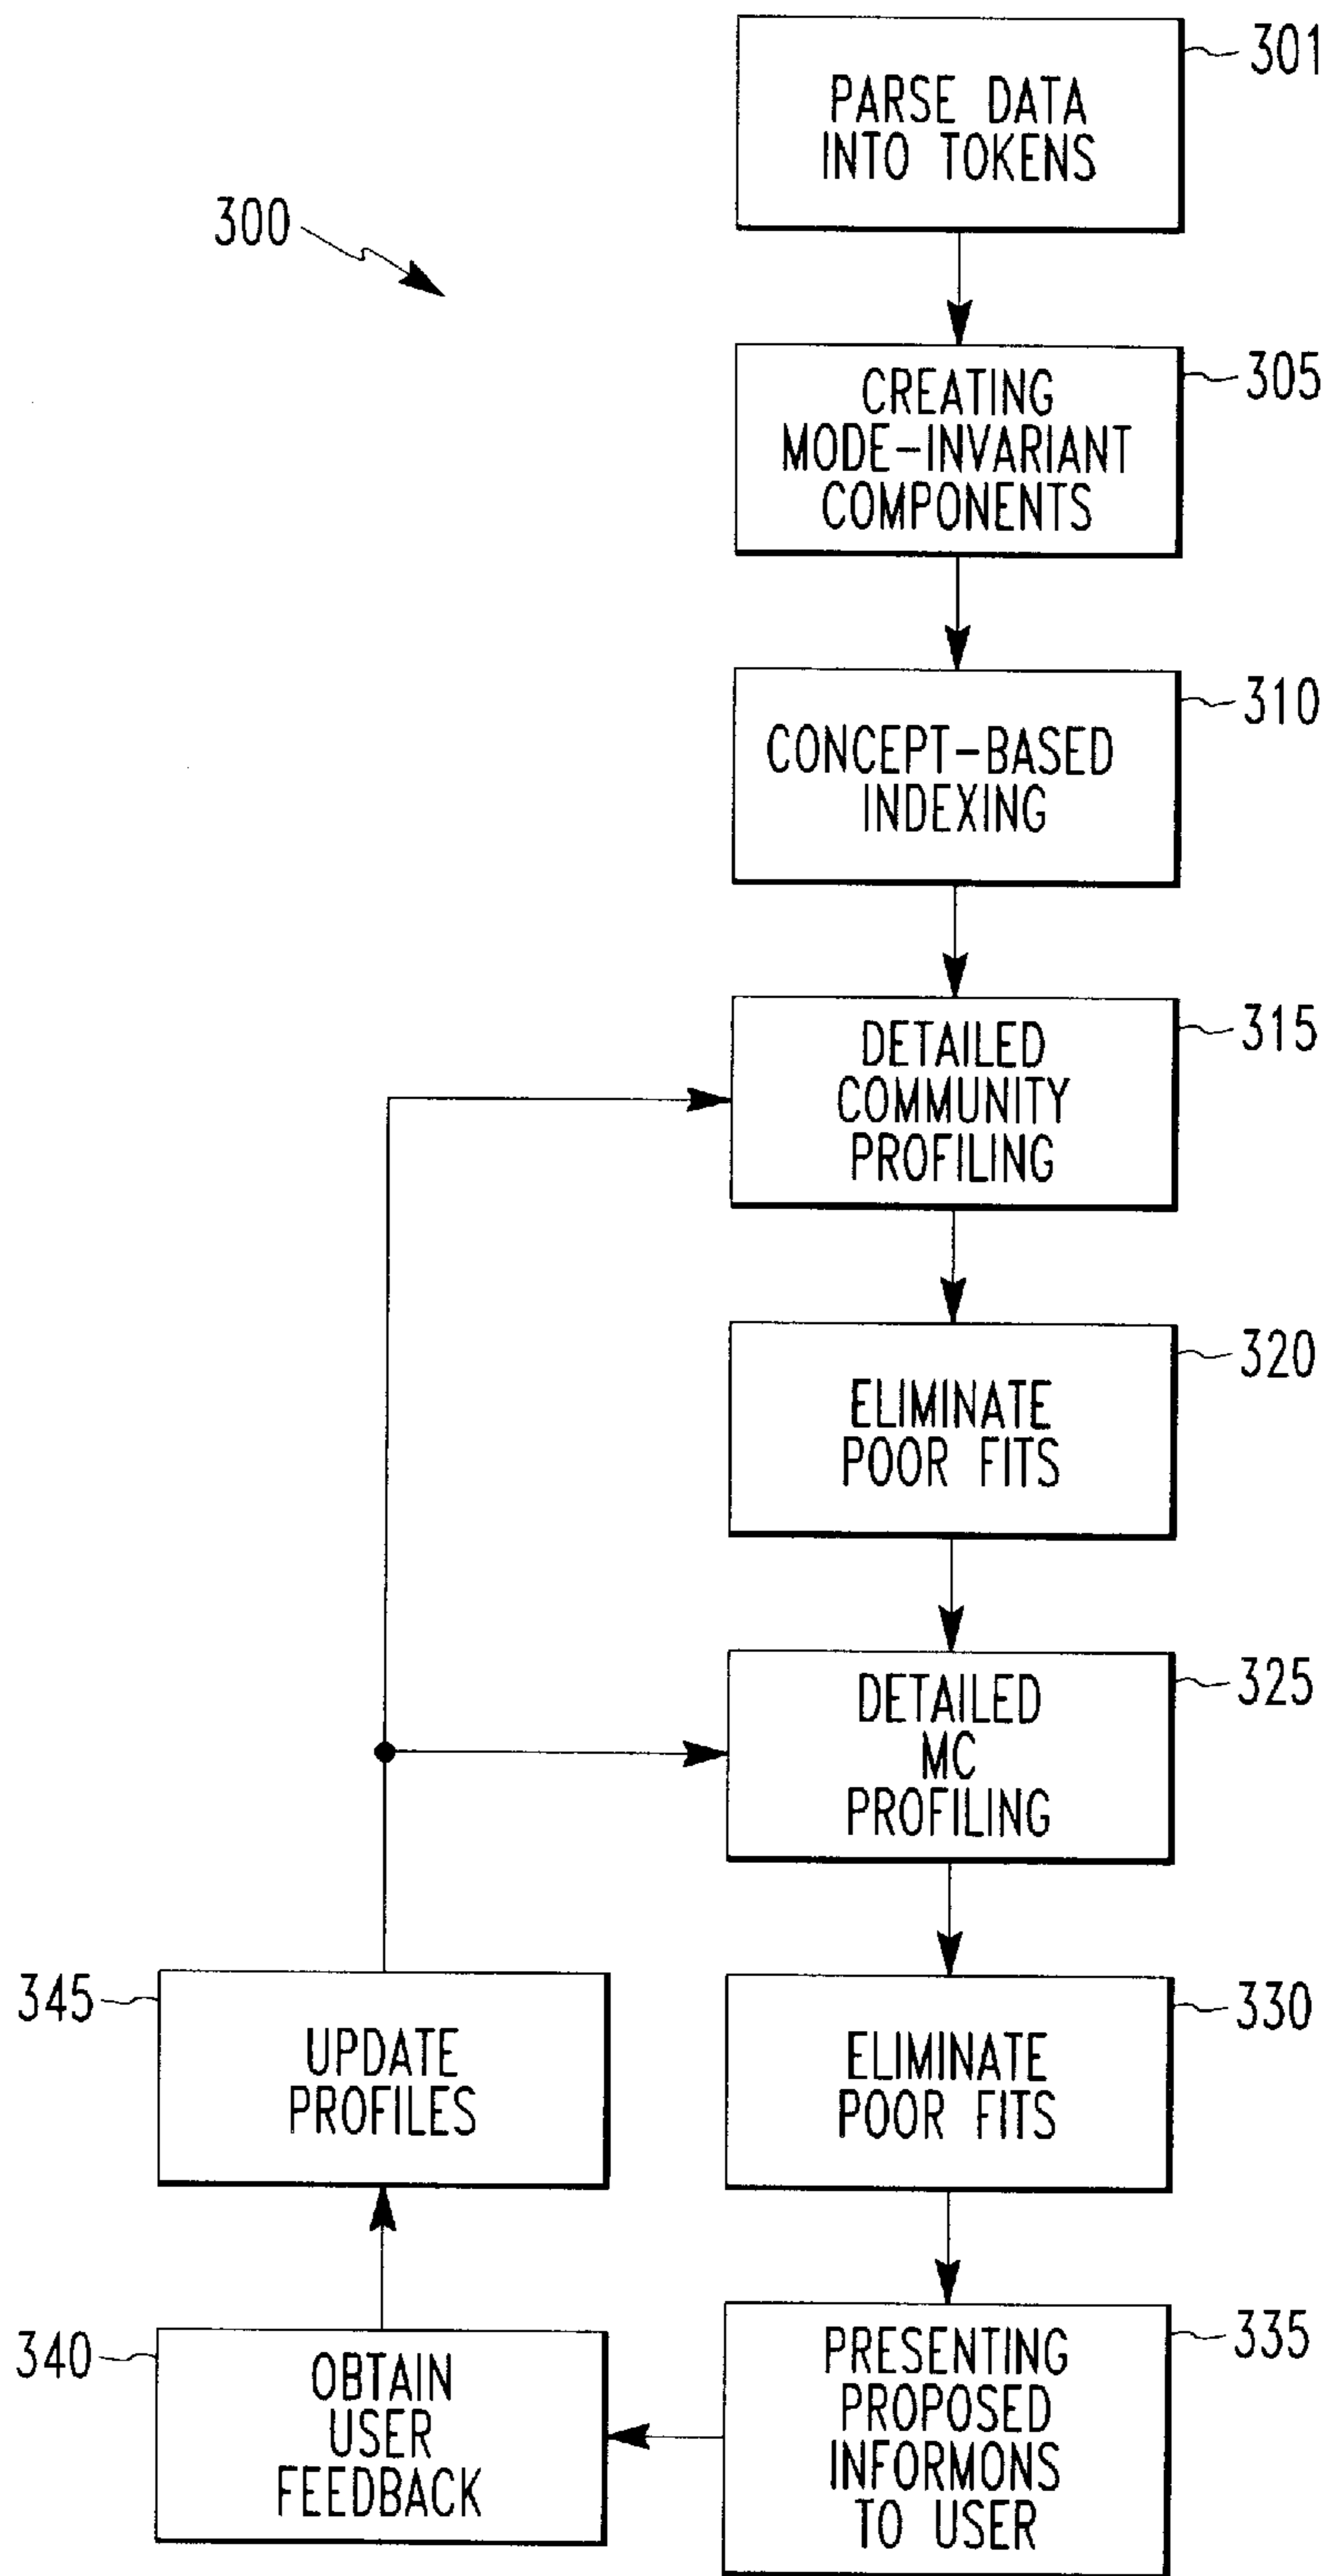 301
PARSE DATA
INTO TOKENS
300
305
CREATING
MODE-INVARIANT
COMPONENTS
310
CONCEPT-BASED
INDEXING
315
DETAILED
COMMUNITY
PROFILING
320
ELIMINATE
POOR FITS
325
DETAILED
MC
PROFILING
345
UPDATE
PROFILES
330
ELIMINATE
POOR FITS
340
OBTAIN
USER
FEEDBACK
335
PRESENTING
PROPOSED
INFORMONS
TO USER